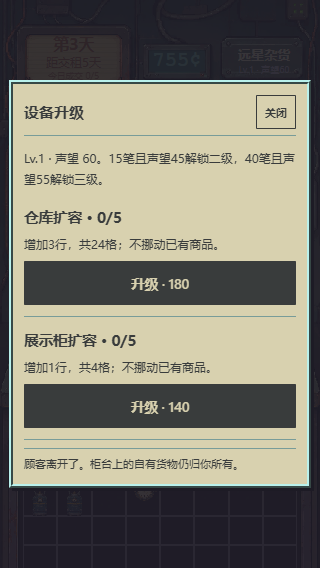 第3天
755¢
远星杂货
设备升级
关闭
Lv.1 · 声望 60。15笔且声望45解锁二级，40笔且声
望55解锁三级。
仓库扩容 • 0/5
增加3行，共24格；不挪动已有商品。
升级 · 180
展示柜扩容 • 0/5
增加1行，共4格；不挪动已有商品。
升级 · 140
顾客离开了。柜台上的自有货物仍归你所有。